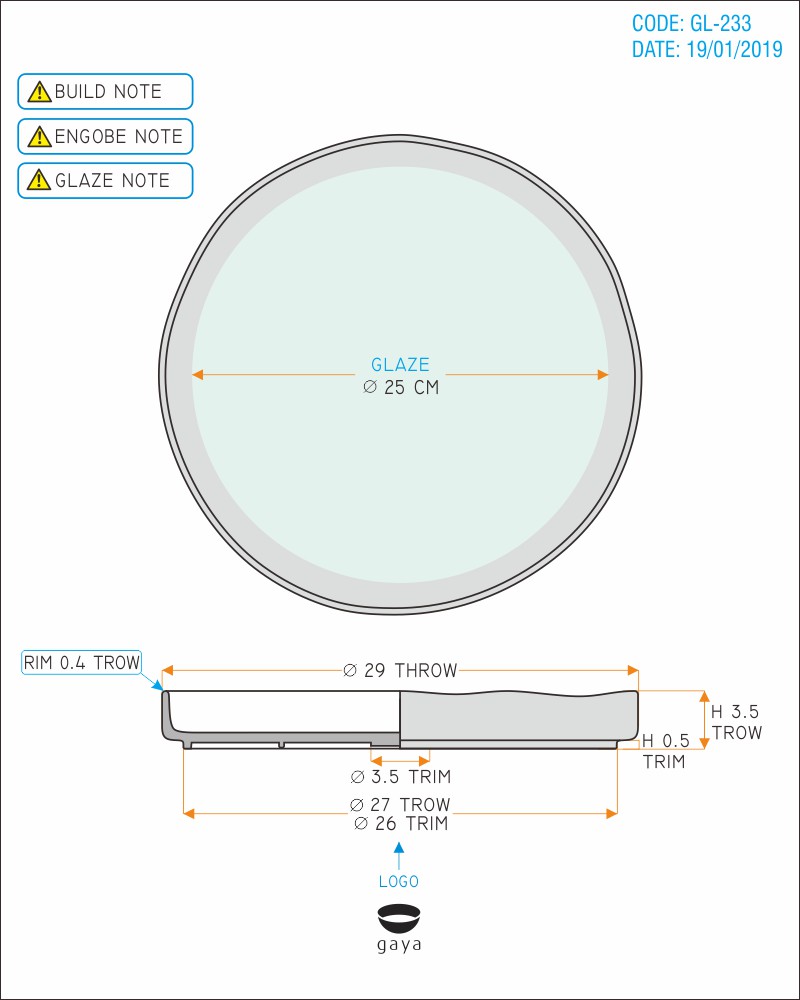 CODE: GL-233
DATE: 19/01/2019
BUILD NOTE
ENGOBE NOTE
GLAZE NOTE
GLAZE
∅ 25 CM
RIM 0.4 TROW
∅ 29 THROW
H 3.5
TROW
H 0.5
TRIM
∅ 3.5 TRIM
∅ 27 TROW
∅ 26 TRIM
LOGO
gaya